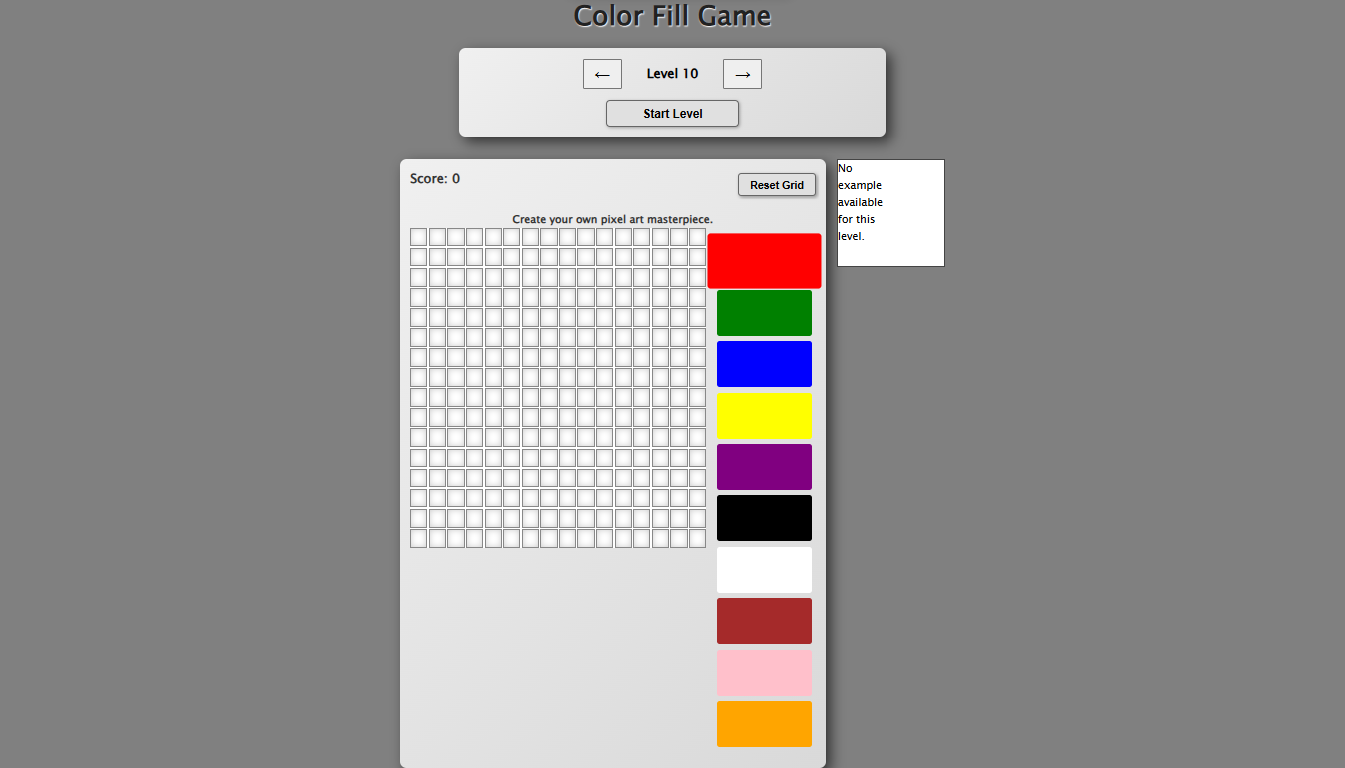 Color Fill Game
← Level 10 →
Start Level
Score: 0
Reset Grid
Create your own pixel art masterpiece.
No
example
available
for this
level.